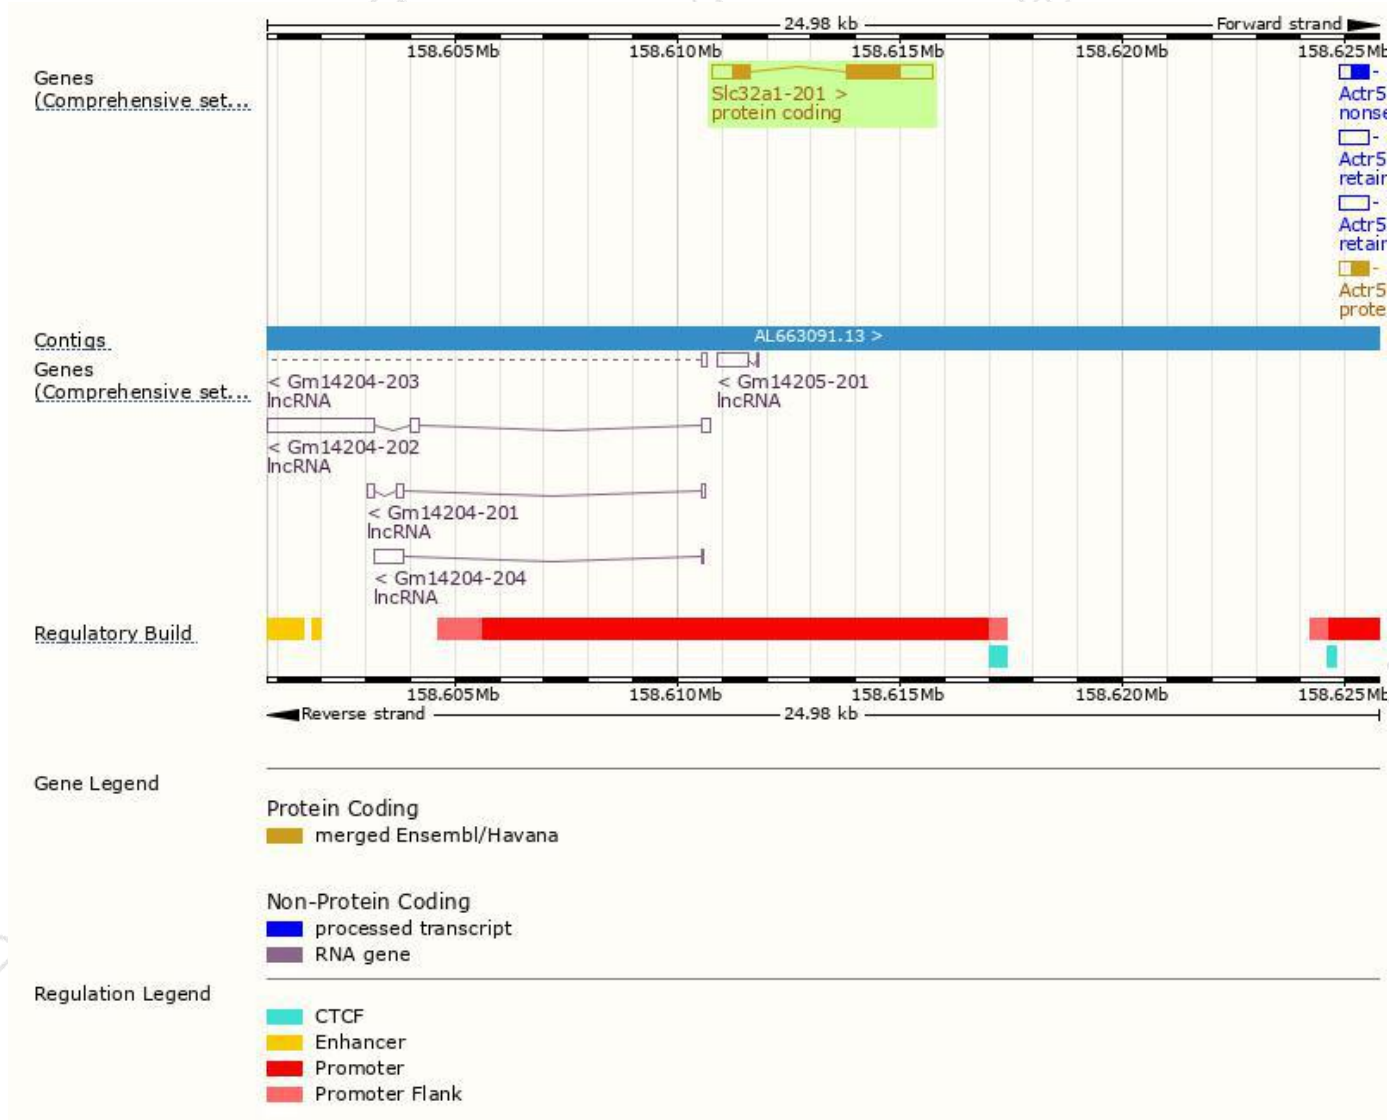 24.98 kb Forward strand
158.605Mb 158.610Mb 158.615Mb 158.620Mb 158.625Mb
Genes
(Comprehensive set...
Slc32a1-201 >
protein coding
Actr5
nonse
Actr5
retair
Actr5
retair
Actr5
prote
Contigs
AL663091.13 >
Genes
(Comprehensive set...
< Gm14204-203
lncRNA
< Gm14205-201
lncRNA
< Gm14204-202
lncRNA
< Gm14204-201
lncRNA
< Gm14204-204
lncRNA
Regulatory Build
158.605Mb 158.610Mb 158.615Mb 158.620Mb 158.625Mb
Reverse strand 24.98 kb
Gene Legend
Protein Coding
merged Ensembl/Havana
Non-Protein Coding
processed transcript
RNA gene
Regulation Legend
CTCF
Enhancer
Promoter
Promoter Flank